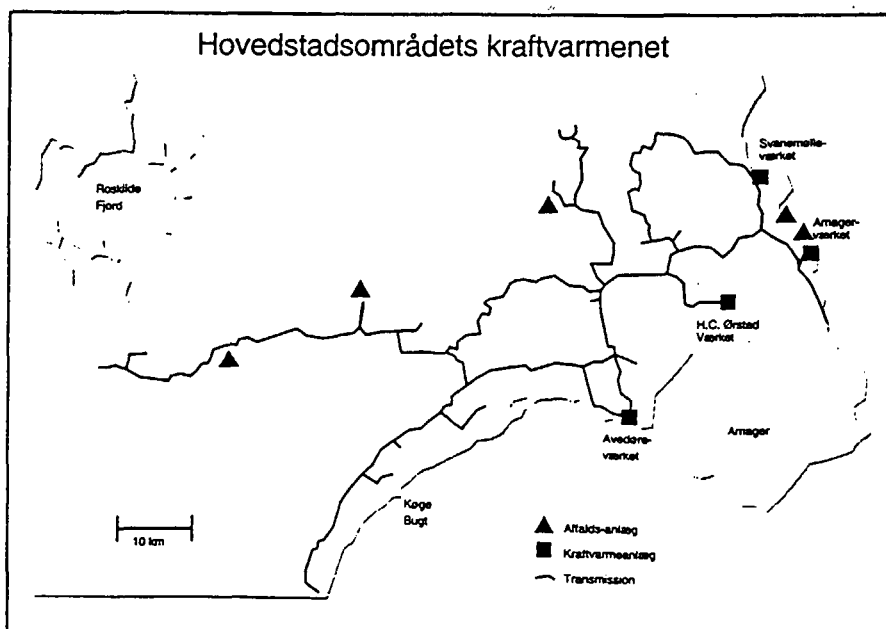 Hovedstadsområdets kraftvarmenet
Svanemølle-
værket
Roskilde
Fjord
Amager-
værket
H.C. Ørstad
Værket
Avedøre-
værket
Amager
Køge
Bugt
10 km
Affalds-anlæg
Kraftvarmeanlæg
Transmission